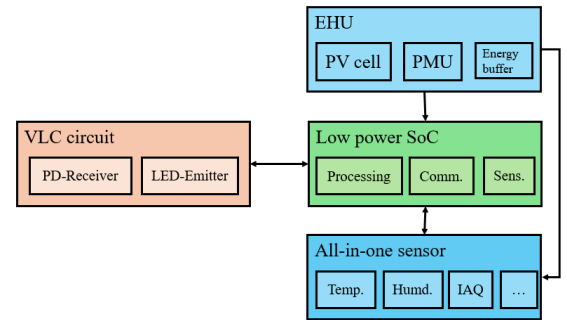 EHU
PV cell
PMU
Energy
buffer
VLC circuit
PD-Receiver
LED-Emitter
Low power SoC
Processing
Comm.
Sens.
All-in-one sensor
Temp.
Humd.
IAQ
…